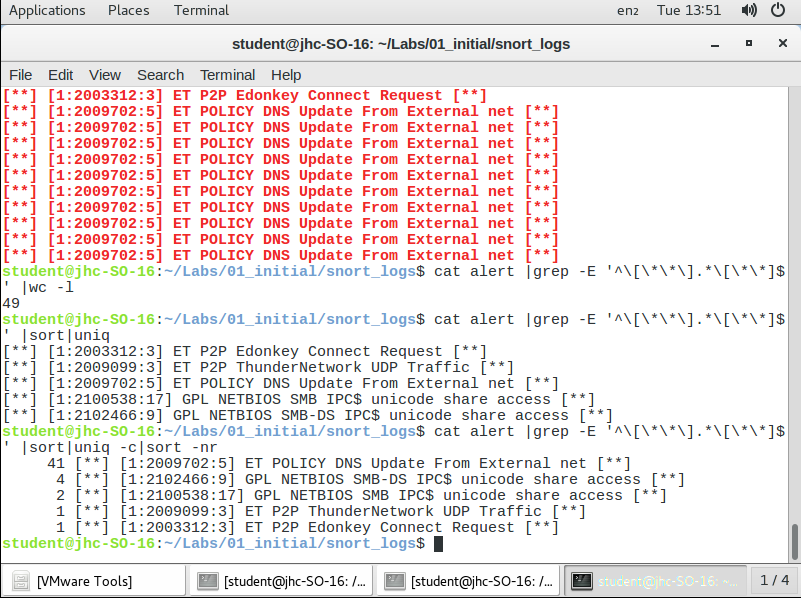 Applications Places Terminal en₂ Tue 13:51
student@jhc-SO-16: ~/Labs/01_initial/snort_logs
File Edit View Search Terminal Help
[**] [1:2003312:3] ET P2P Edonkey Connect Request [**]
[**] [1:2009702:5] ET POLICY DNS Update From External net [**]
[**] [1:2009702:5] ET POLICY DNS Update From External net [**]
[**] [1:2009702:5] ET POLICY DNS Update From External net [**]
[**] [1:2009702:5] ET POLICY DNS Update From External net [**]
[**] [1:2009702:5] ET POLICY DNS Update From External net [**]
[**] [1:2009702:5] ET POLICY DNS Update From External net [**]
[**] [1:2009702:5] ET POLICY DNS Update From External net [**]
[**] [1:2009702:5] ET POLICY DNS Update From External net [**]
[**] [1:2009702:5] ET POLICY DNS Update From External net [**]
[**] [1:2009702:5] ET POLICY DNS Update From External net [**]
student@jhc-SO-16:~/Labs/01_initial/snort_logs$ cat alert |grep -E '^\[\*\*\].*\[\*\*]$
' |wc -l
49
student@jhc-SO-16:~/Labs/01_initial/snort_logs$ cat alert |grep -E '^\[\*\*\].*\[\*\*]$
' |sort|uniq
[**] [1:2003312:3] ET P2P Edonkey Connect Request [**]
[**] [1:2009099:3] ET P2P ThunderNetwork UDP Traffic [**]
[**] [1:2009702:5] ET POLICY DNS Update From External net [**]
[**] [1:2100538:17] GPL NETBIOS SMB IPC$ unicode share access [**]
[**] [1:2102466:9] GPL NETBIOS SMB-DS IPC$ unicode share access [**]
student@jhc-SO-16:~/Labs/01_initial/snort_logs$ cat alert |grep -E '^\[\*\*\].*\[\*\*]$
' |sort|uniq -c|sort -nr
41 [**] [1:2009702:5] ET POLICY DNS Update From External net [**]
4 [**] [1:2102466:9] GPL NETBIOS SMB-DS IPC$ unicode share access [**]
2 [**] [1:2100538:17] GPL NETBIOS SMB IPC$ unicode share access [**]
1 [**] [1:2009099:3] ET P2P ThunderNetwork UDP Traffic [**]
1 [**] [1:2003312:3] ET P2P Edonkey Connect Request [**]
student@jhc-SO-16:~/Labs/01_initial/snort_logs$
[VMware Tools] [student@jhc-SO-16: /... [student@jhc-SO-16: /... student@jhc-SO-16: ~... 1 / 4